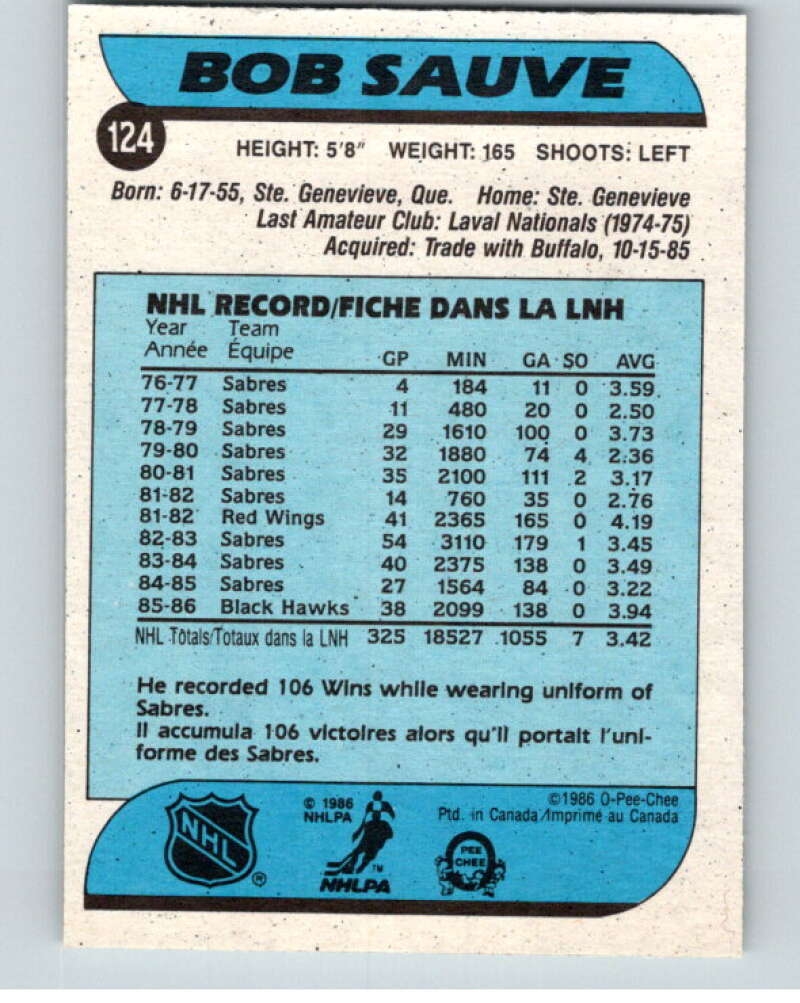 BOB SAUVE
124
HEIGHT: 5'8" WEIGHT: 165 SHOOTS: LEFT
Born: 6-17-55, Ste. Genevieve, Que. Home: Ste. Genevieve
Last Amateur Club: Laval Nationals (1974-75)
Acquired: Trade with Buffalo, 10-15-85
NHL RECORD/FICHE DANS LA LNH
Year Team
Année Équipe GP MIN GA SO AVG
76-77 Sabres 4 184 11 0 3.59
77-78 Sabres 11 480 20 0 2.50
78-79 Sabres 29 1610 100 0 3.73
79-80 Sabres 32 1880 74 4 2.36
80-81 Sabres 35 2100 111 2 3.17
81-82 Sabres 14 760 35 0 2.76
81-82 Red Wings 41 2365 165 0 4.19
82-83 Sabres 54 3110 179 1 3.45
83-84 Sabres 40 2375 138 0 3.49
84-85 Sabres 27 1564 84 0 3.22
85-86 Black Hawks 38 2099 138 0 3.94
NHL Totals/Totaux dans la LNH 325 18527 1055 7 3.42
He recorded 106 Wins while wearing uniform of
Sabres.
Il accumula 106 victoires alors qu'il portait l'uni-
forme des Sabres.
NHL
®
© 1986
NHLPA
TM
NHLPA
©1986 O-Pee-Chee
Ptd. in Canada/Imprimé au Canada
O
PEE
CHEE